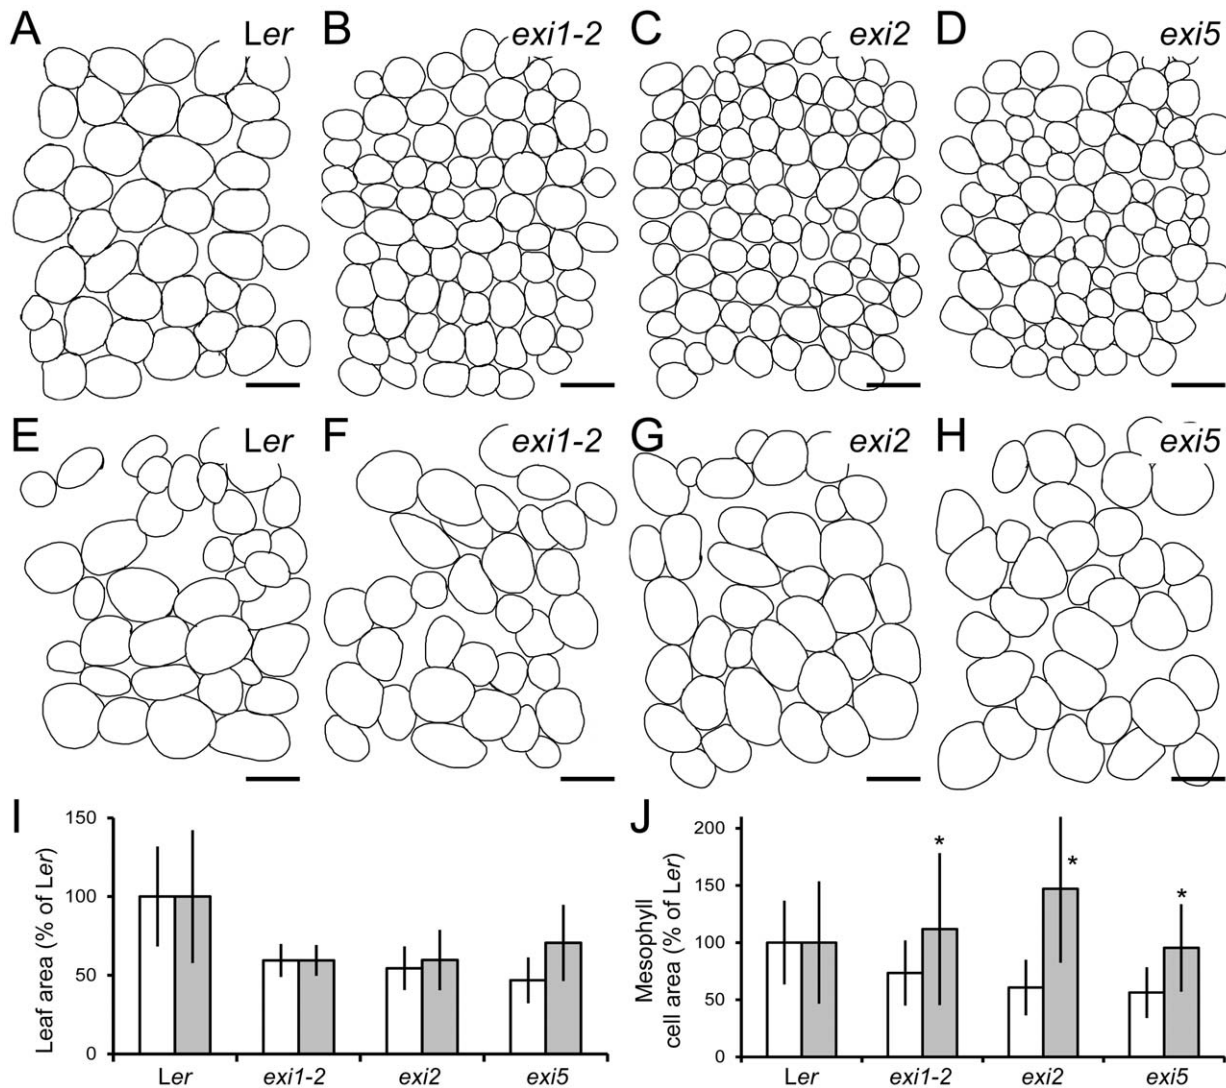 A Ler B exi1-2 C exi2 D exi5
E Ler F exi1-2 G exi2 H exi5
I
Leaf area (% of Ler)
150
100
50
0
Ler exi1-2 exi2 exi5
J
Mesophyll
cell area (% of Ler)
200
150
100
50
0
* * *
Ler exi1-2 exi2 exi5